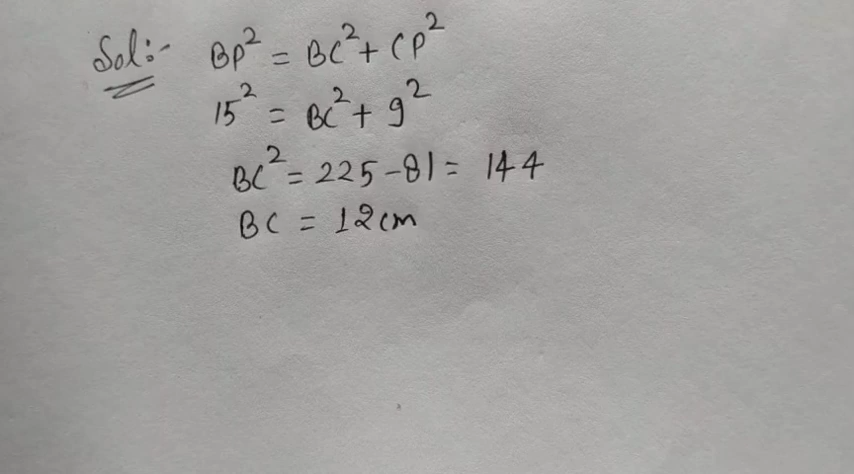 Sol:- BP² = BC² + CP²
15² = BC² + 9²
BC² = 225 - 81 = 144
BC = 12cm